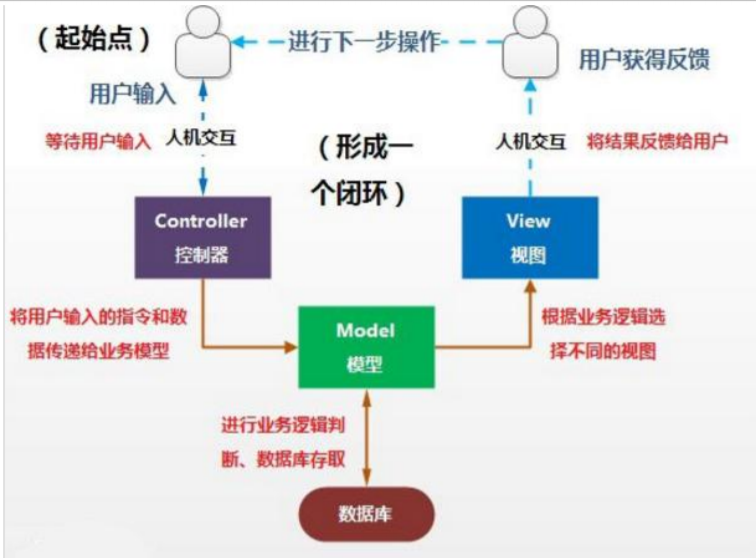 （起始点）
进行下一步操作
用户获得反馈
用户输入
等待用户输入
人机交互
（形成一
个闭环）
人机交互
将结果反馈给用户
Controller
控制器
View
视图
将用户输入的指令和数
据传递给业务模型
Model
模型
根据业务逻辑选
择不同的视图
进行业务逻辑判
断、数据库存取
数据库